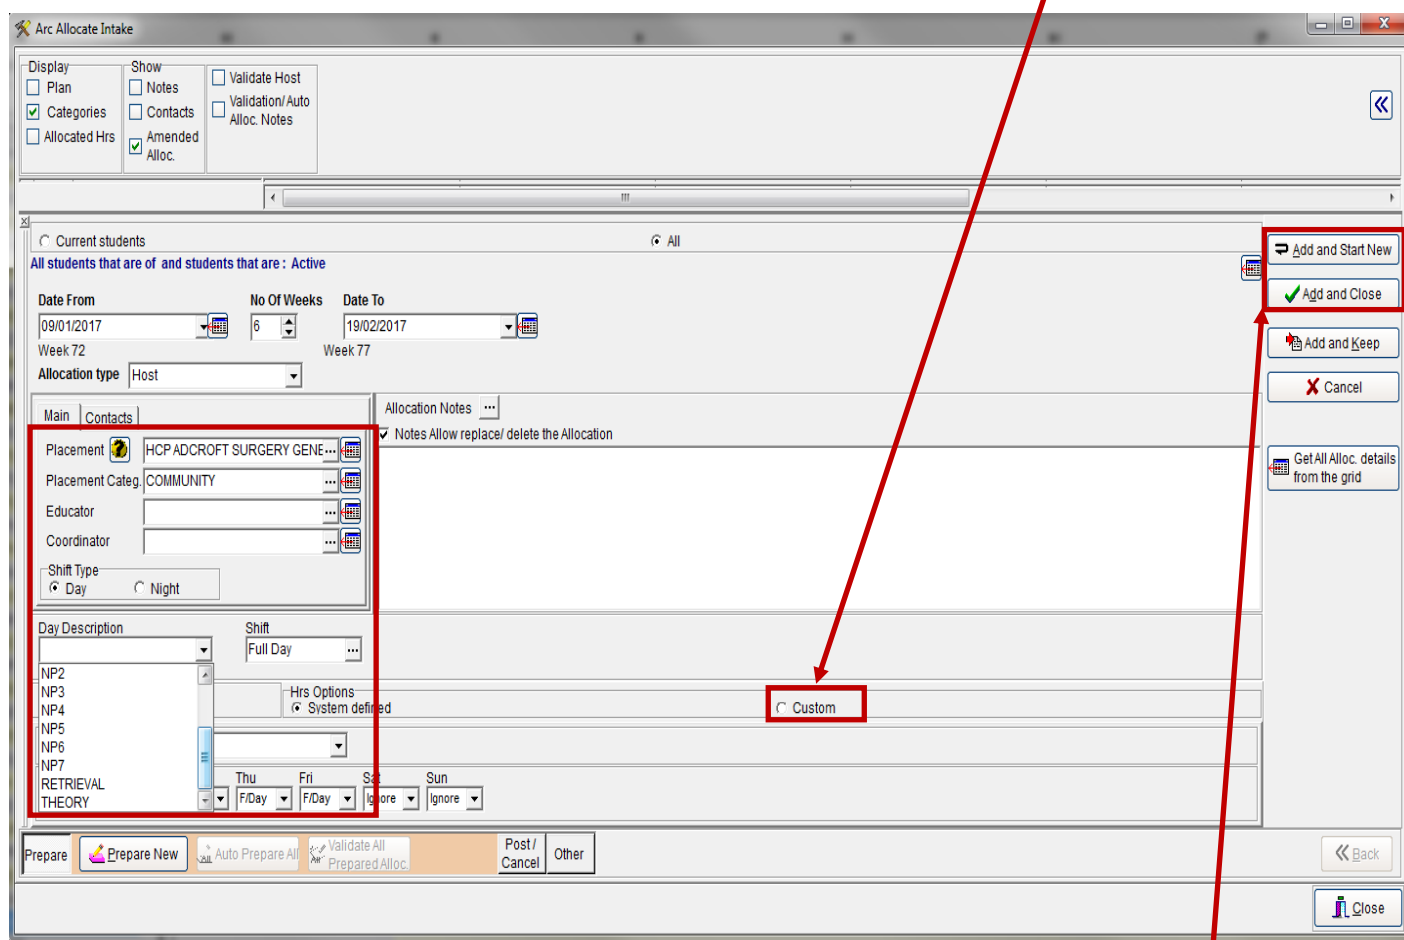 Arc Allocate Intake
Display
Show
Plan
Notes
Validate Host
Categories
Contacts
Validation/Auto
Alloc. Notes
Allocated Hrs
Amended
Alloc.
Current students
All
All students that are of and students that are : Active
Date From
No Of Weeks
Date To
09/01/2017
6
19/02/2017
Week 72
Week 77
Allocation type
Host
Add and Start New
Add and Close
Add and Keep
Cancel
Get All Alloc. details
from the grid
Main
Contacts
Allocation Notes ...
Notes Allow replace/ delete the Allocation
Placement
HCP ADCROFT SURGERY GENE...
Placement Categ.
COMMUNITY ...
Educator ...
Coordinator ...
Shift Type
Day
Night
Day Description
Shift
Full Day ...
NP2
NP3
NP4
NP5
NP6
NP7
RETRIEVAL
THEORY
Hrs Options
System defined
Custom
Thu
Fri
Sat
Sun
F/Day
F/Day
Ignore
Ignore
Prepare
Prepare New
Auto Prepare All
Validate All
Prepared Alloc.
Post /
Cancel
Other
Back
Close